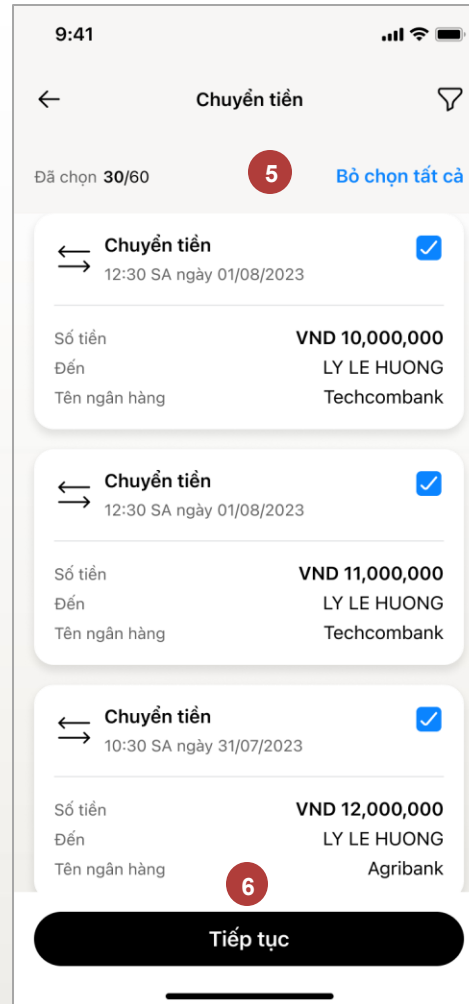 9:41
Chuyển tiền
Đã chọn 30/60 5 Bỏ chọn tất cả
Chuyển tiền
12:30 SA ngày 01/08/2023
Số tiền VND 10,000,000
Đến LY LE HUONG
Tên ngân hàng Techcombank
Chuyển tiền
12:30 SA ngày 01/08/2023
Số tiền VND 11,000,000
Đến LY LE HUONG
Tên ngân hàng Techcombank
Chuyển tiền
10:30 SA ngày 31/07/2023
Số tiền VND 12,000,000
Đến LY LE HUONG
Tên ngân hàng Agribank
6
Tiếp tục